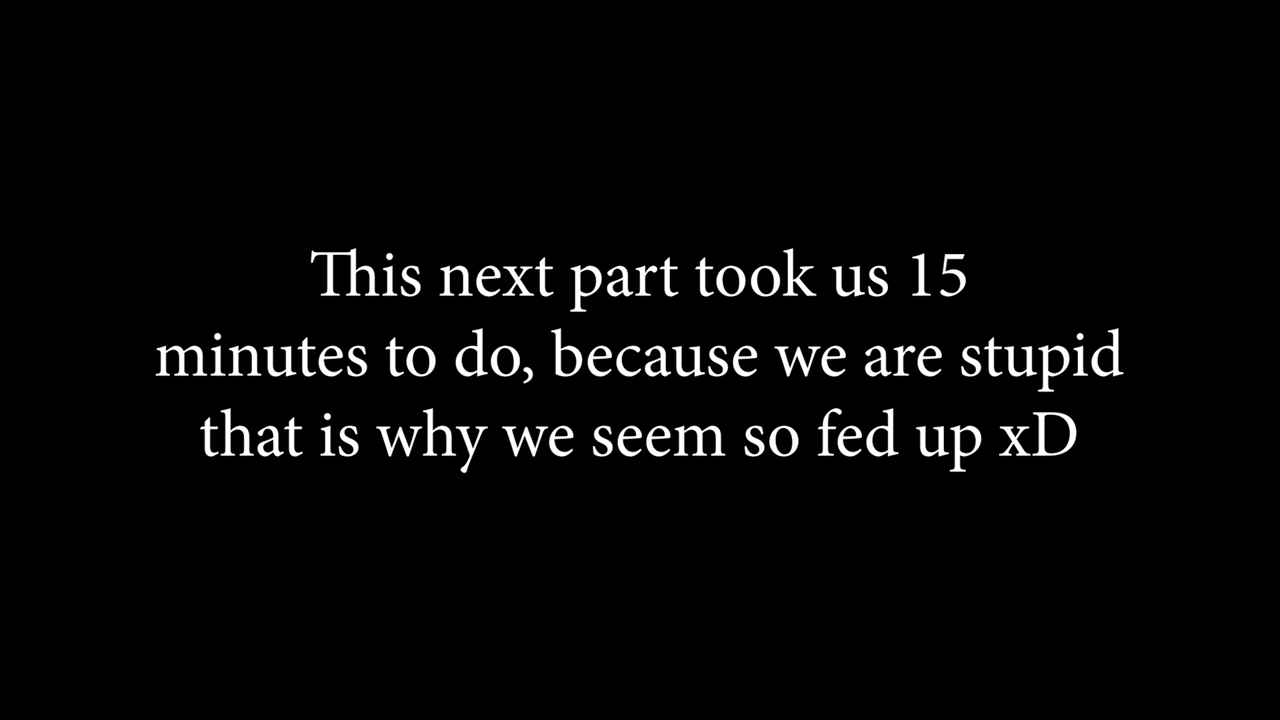 This next part took us 15
minutes to do, because we are stupid
that is why we seem so fed up xD